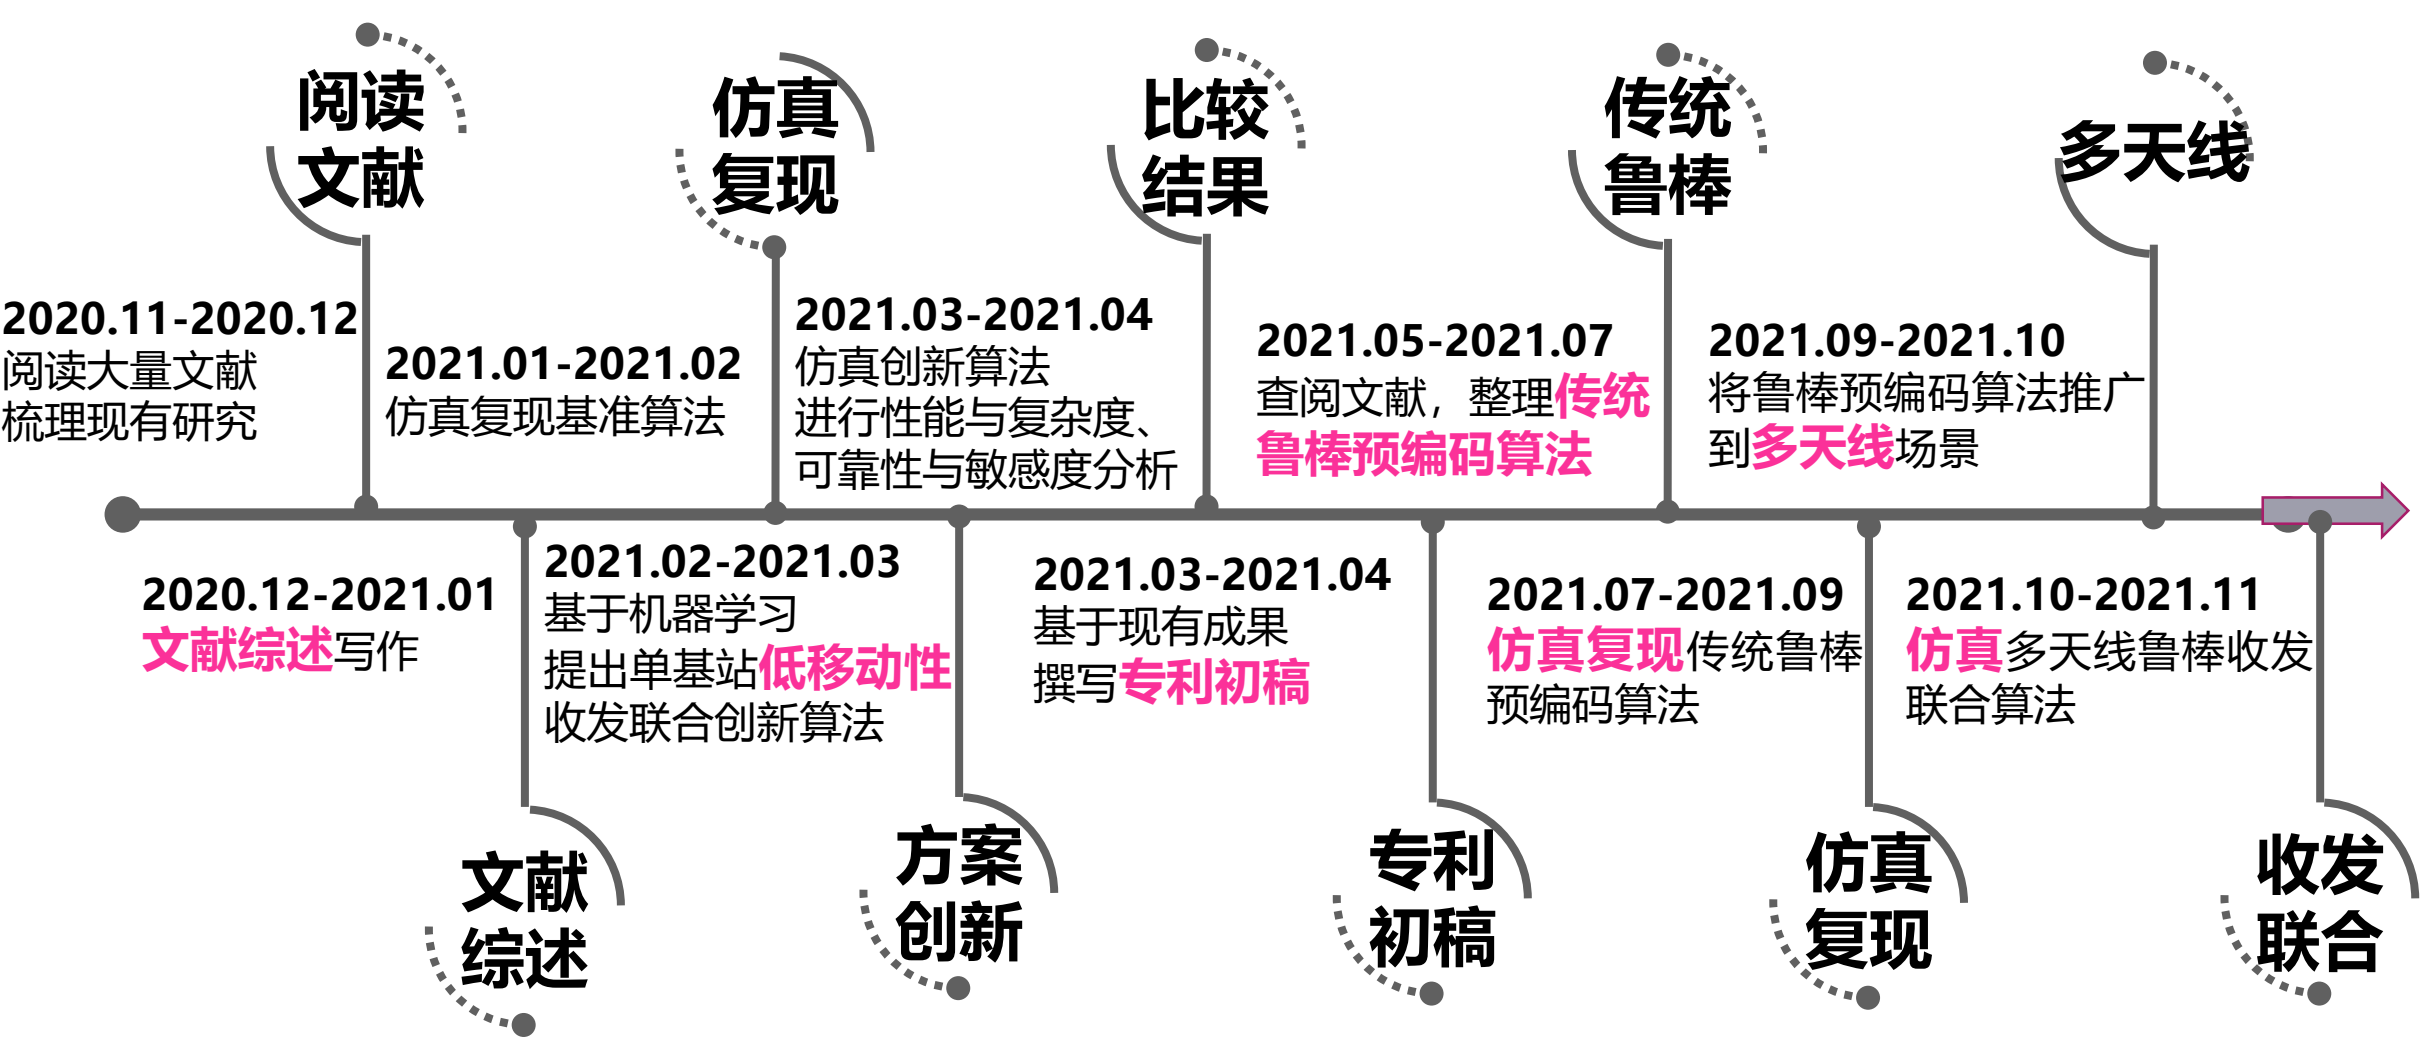 阅读
文献
2020.11-2020.12
阅读大量文献
梳理现有研究
2020.12-2021.01
文献综述写作
文献
综述
仿真
复现
2021.01-2021.02
仿真复现基准算法
2021.02-2021.03
基于机器学习
提出单基站低移动性
收发联合创新算法
方案
创新
比较
结果
2021.03-2021.04
仿真创新算法
进行性能与复杂度、
可靠性与敏感度分析
2021.03-2021.04
基于现有成果
撰写专利初稿
专利
初稿
传统
鲁棒
2021.05-2021.07
查阅文献，整理传统
鲁棒预编码算法
2021.07-2021.09
仿真复现传统鲁棒
预编码算法
仿真
复现
多天线
2021.09-2021.10
将鲁棒预编码算法推广
到多天线场景
2021.10-2021.11
仿真多天线鲁棒收发
联合算法
收发
联合